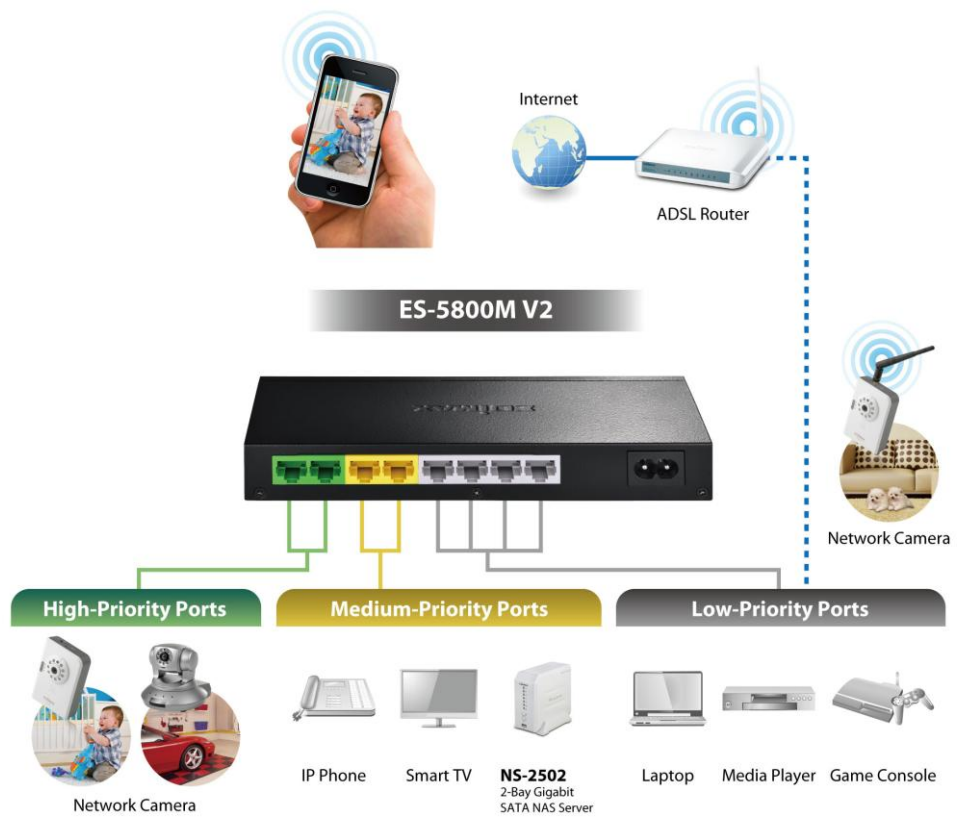 Internet
ADSL Router
ES-5800M V2
Network Camera
High-Priority Ports
Medium-Priority Ports
Low-Priority Ports
IP Phone
Smart TV
NS-2502
2-Bay Gigabit
SATA NAS Server
Laptop
Media Player
Game Console
Network Camera